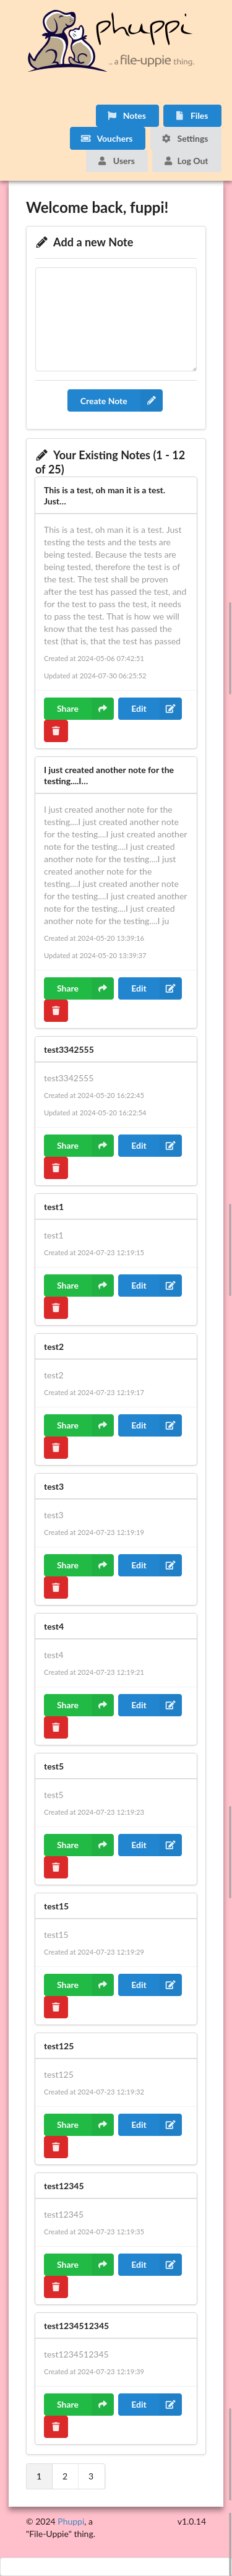 phuppi
.. a file-uppie thing.
Notes
Files
Vouchers
Settings
Users
Log Out
Welcome back, phuppi!
Add a new Note
Create Note
Your Existing Notes (1 - 12
of 25)
This is a test, oh man it is a test.
Just...
This is a test, oh man it is a test. Just
testing the tests and the tests are
being tested. Because the tests are
being tested, therefore the test is of
the test. The test shall be proven
after the test has passed the test, and
for the test to pass the test, it needs
to pass the test. That is how we will
know that the test has passed the
test (that is, that the test has passed
Created at 2024-05-06 07:42:51
Updated at 2024-07-30 06:25:52
Share
Edit
I just created another note for the
testing....I...
I just created another note for the
testing....I just created another note
for the testing....I just created another
note for the testing....I just created
another note for the testing....I just
created another note for the
testing....I just created another note
for the testing....I just created another
note for the testing....I just created
another note for the testing....I ju
Created at 2024-05-20 13:39:16
Updated at 2024-05-20 13:39:37
Share
Edit
test3342555
test3342555
Created at 2024-05-20 16:22:45
Updated at 2024-05-20 16:22:54
Share
Edit
test1
test1
Created at 2024-07-23 12:19:15
Share
Edit
test2
test2
Created at 2024-07-23 12:19:17
Share
Edit
test3
test3
Created at 2024-07-23 12:19:19
Share
Edit
test4
test4
Created at 2024-07-23 12:19:21
Share
Edit
test5
test5
Created at 2024-07-23 12:19:23
Share
Edit
test15
test15
Created at 2024-07-23 12:19:29
Share
Edit
test125
test125
Created at 2024-07-23 12:19:32
Share
Edit
test12345
test12345
Created at 2024-07-23 12:19:35
Share
Edit
test1234512345
test1234512345
Created at 2024-07-23 12:19:39
Share
Edit
1 2 3
© 2024 Phuppi, a
"File-Uppie" thing.
v1.0.14